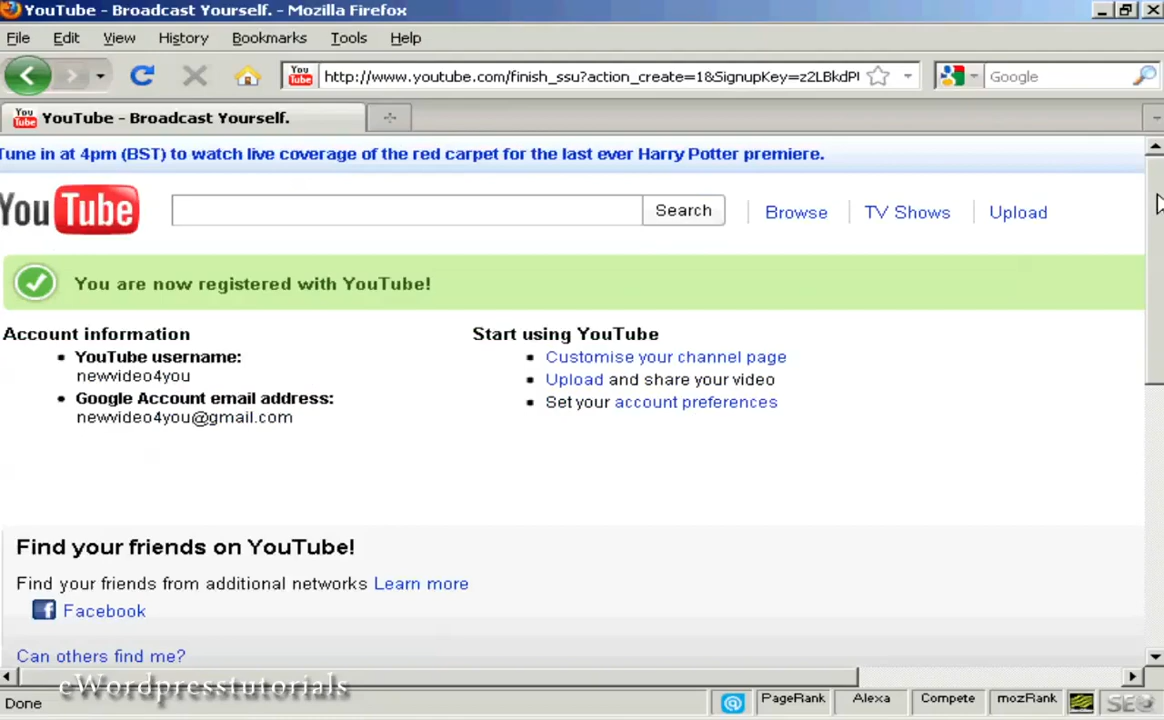 YouTube - Broadcast Yourself. - Mozilla Firefox
File Edit View History Bookmarks Tools Help
You Tube http://www.youtube.com/finish_ssu?action_create=1&SignupKey=z2LBkdPl Google
You Tube YouTube - Broadcast Yourself.
Tune in at 4pm (BST) to watch live coverage of the red carpet for the last ever Harry Potter premiere.
YouTube Search Browse TV Shows Upload
You are now registered with YouTube!
Account information
YouTube username:
newvideo4you
Google Account email address:
newvideo4you@gmail.com
Start using YouTube
Customise your channel page
Upload and share your video
Set your account preferences
Find your friends on YouTube!
Find your friends from additional networks Learn more
f Facebook
Can others find me?
eWordpresstutorials
Done @ PageRank Alexa Compete mozRank SEO